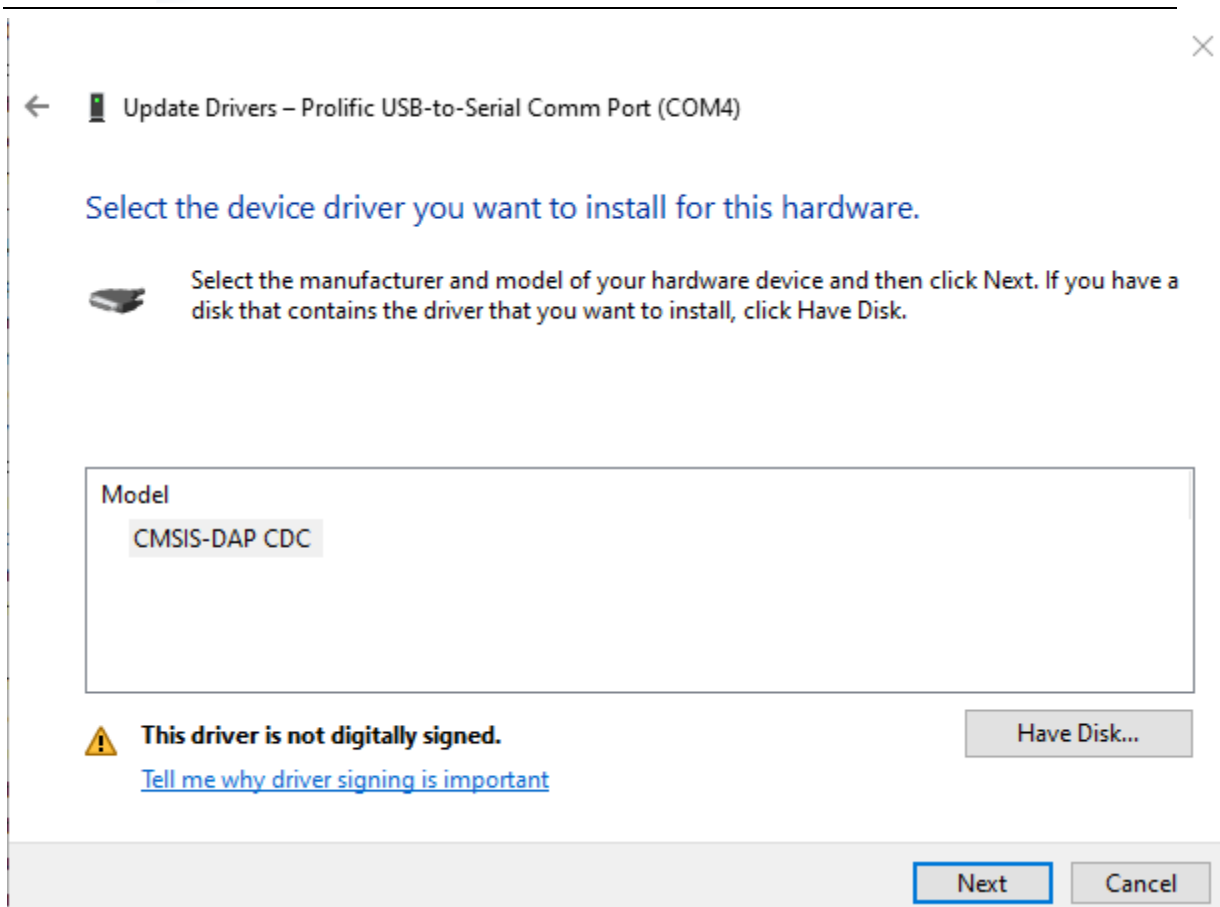 Update Drivers – Prolific USB-to-Serial Comm Port (COM4)
Select the device driver you want to install for this hardware.
Select the manufacturer and model of your hardware device and then click Next. If you have a
disk that contains the driver that you want to install, click Have Disk.
Model
CMSIS-DAP CDC
This driver is not digitally signed.
Have Disk...
Tell me why driver signing is important
Next
Cancel